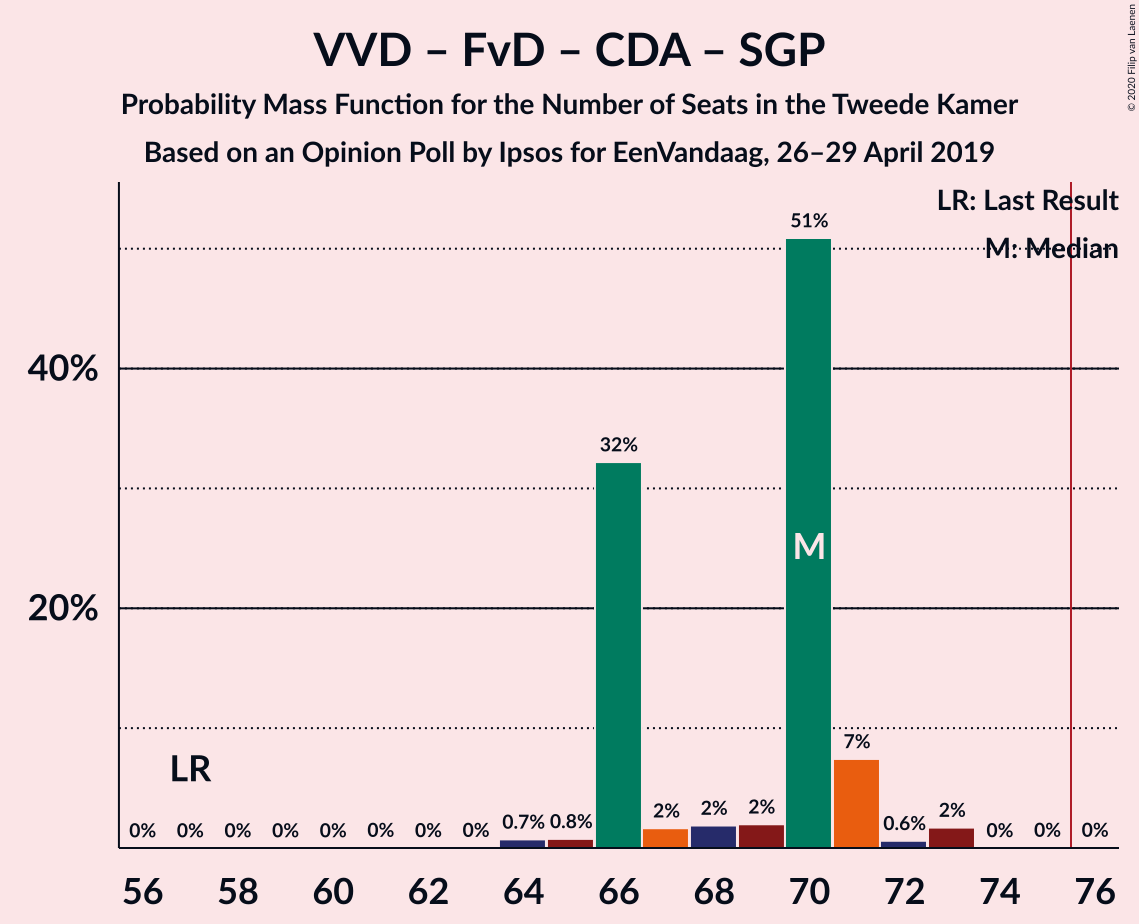 VVD – FvD – CDA – SGP
Probability Mass Function for the Number of Seats in the Tweede Kamer
Based on an Opinion Poll by Ipsos for EenVandaag, 26–29 April 2019
© 2020 Filip van Laenen
LR: Last Result
M: Median
51%
40%
32%
M
20%
7%
LR
0% 0% 0% 0% 0% 0% 0% 0% 0.7% 0.8% 2% 2% 2% 0.6% 2% 0% 0% 0%
56 58 60 62 64 66 68 70 72 74 76